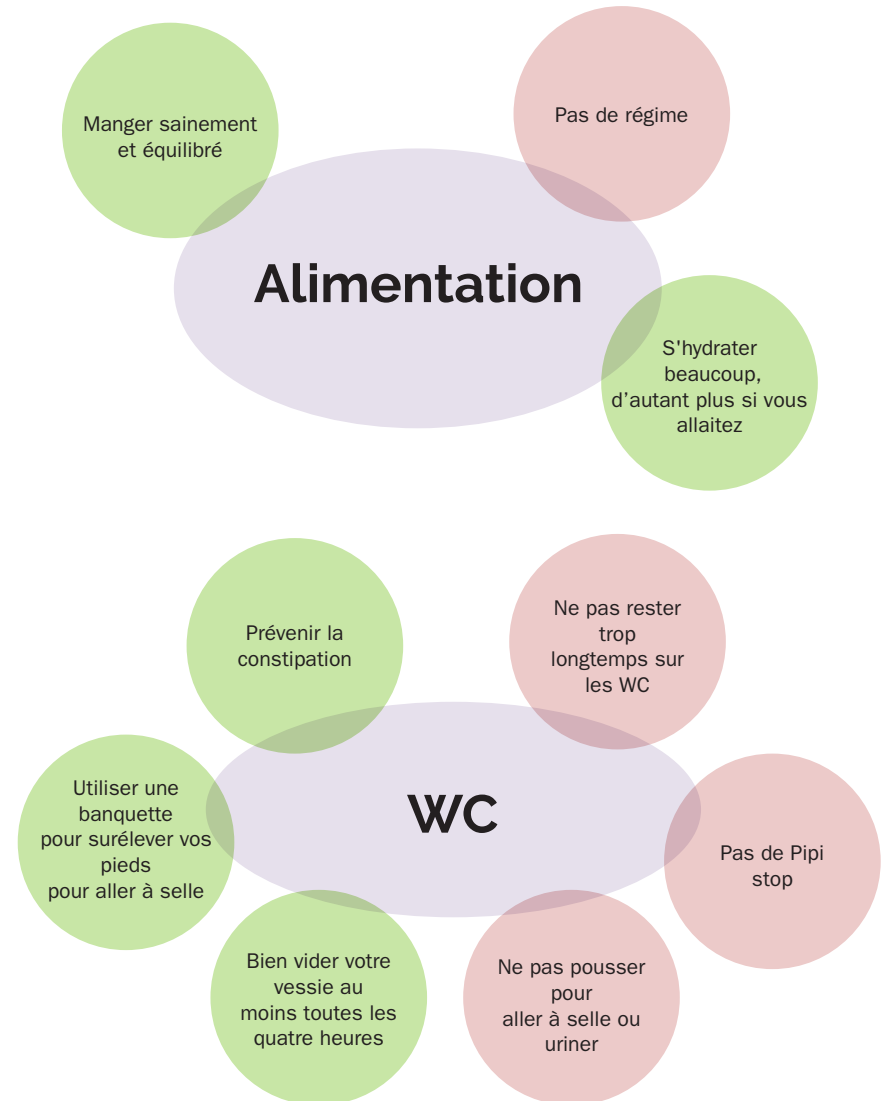 Manger sainement
et équilibré
Pas de régime
Alimentation
S'hydrater
beaucoup,
d’autant plus si vous
allaitez
Prévenir la
constipation
Ne pas rester
trop
longtemps sur
les WC
Utiliser une
banquette
pour surélever vos
pieds
pour aller à selle
WC
Pas de Pipi
stop
Bien vider votre
vessie au
moins toutes les
quatre heures
Ne pas pousser
pour
aller à selle ou
uriner